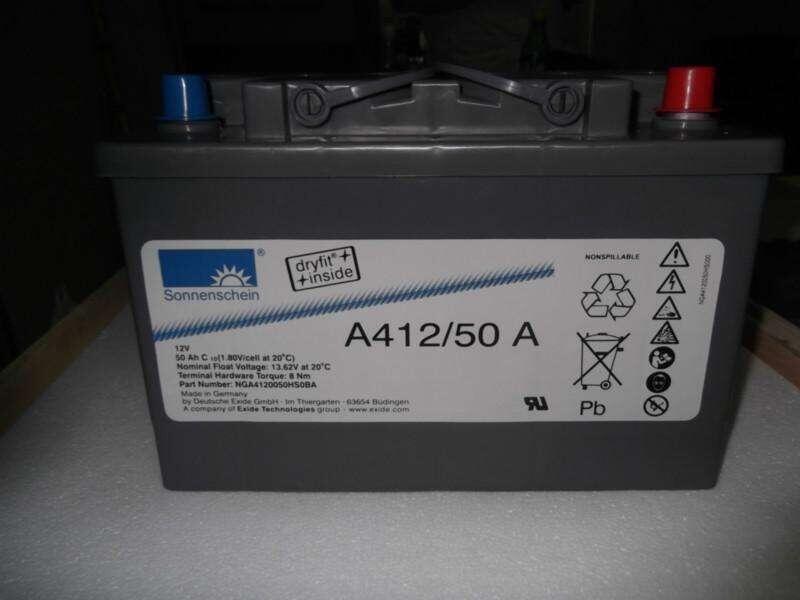 Sonnenschein®
dryfit®
inside
A412/50 A
12V
50 Ah C 10 (1.80V/cell at 20°C)
Nominal Float Voltage: 13.62V at 20°C
Terminal Hardware Torque: 8 Nm
Part Number: NGA4120050HS0BA
Made in Germany
by Deutsche Exide GmbH · Im Thiergarten · 63654 Büdingen
A company of Exide Technologies group · www.exide.com
NONSPILLABLE
Pb